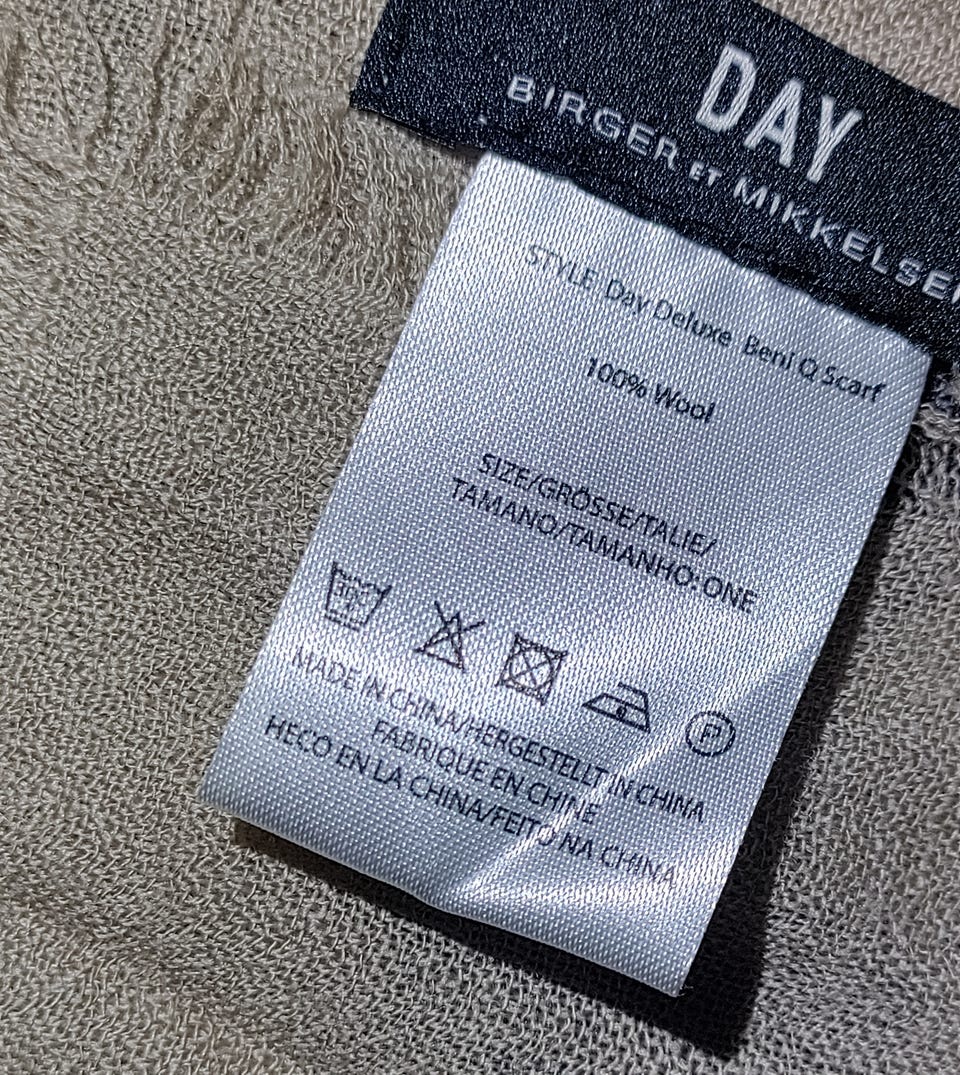 DAY
BIRGER ET MIKKELSEN
STYLE: Day Deluxe Beni Q Scarf
100% Wool
SIZE/GRÖSSE/TALIE/
TAMANO/TAMANHO: ONE
30°C
P
MADE IN CHINA/HERGESTELLT IN CHINA
FABRIQUE EN CHINE
HECO EN LA CHINA/FEITO NA CHINA